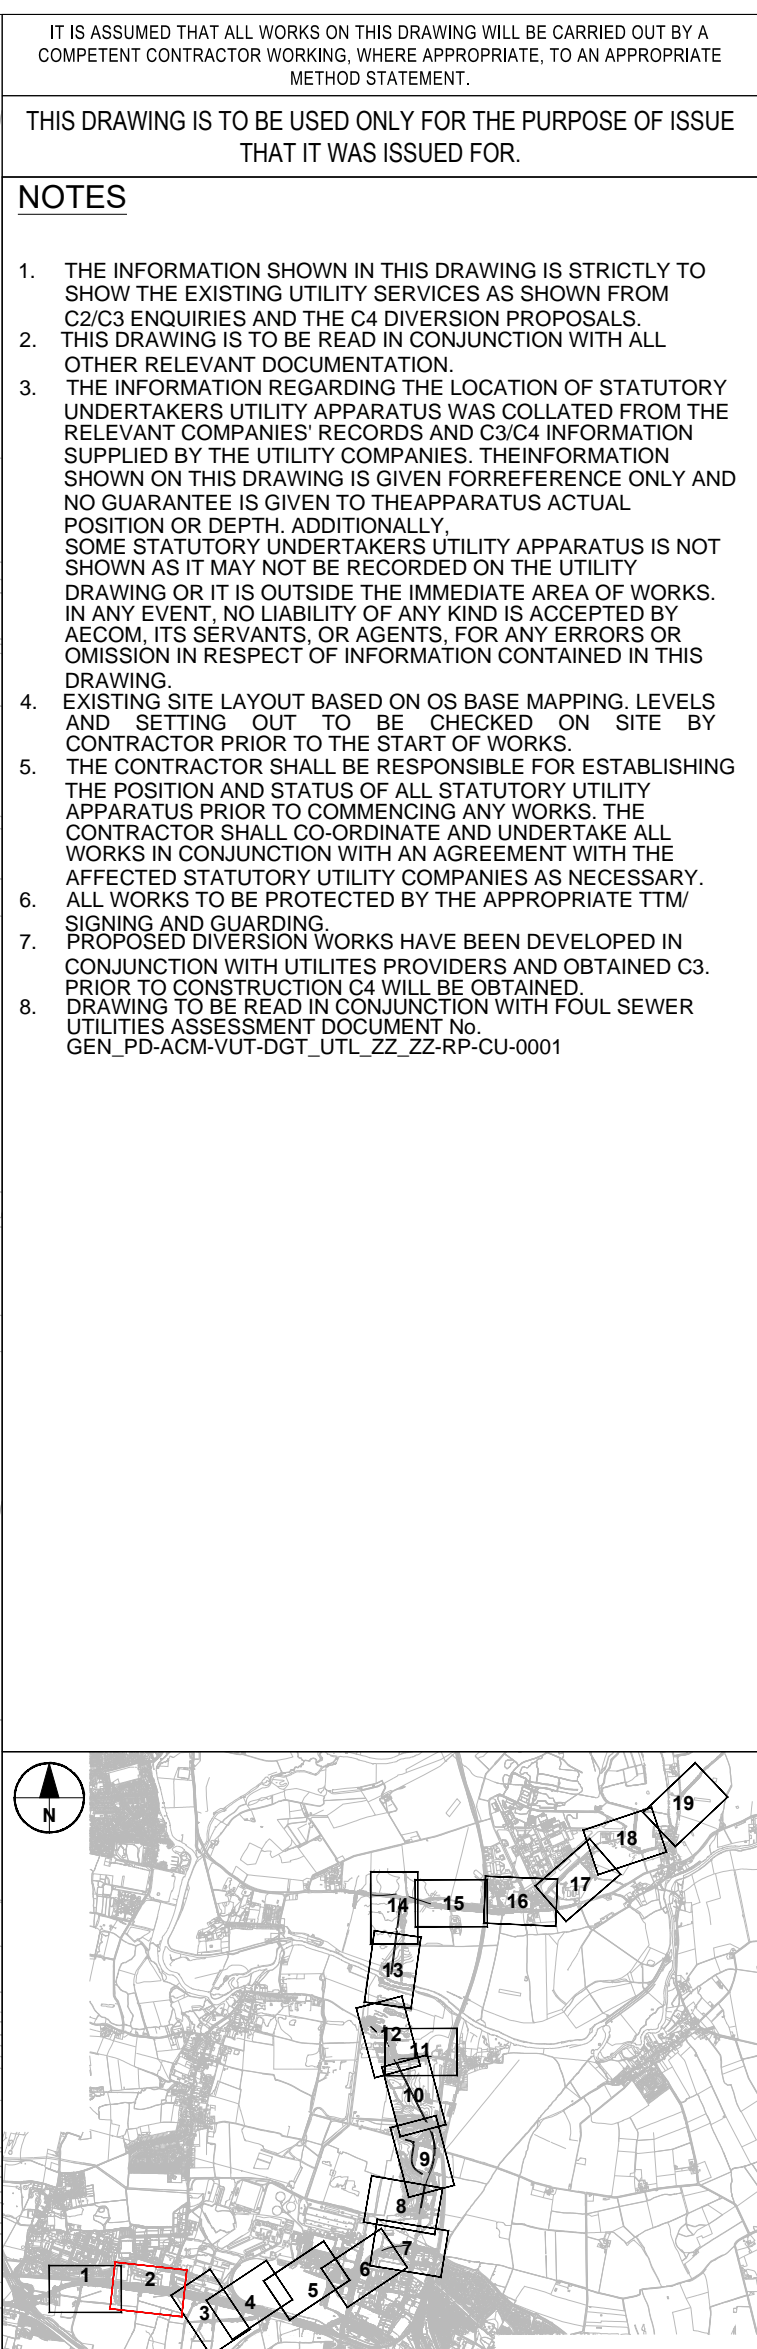 IT IS ASSUMED THAT ALL WORKS ON THIS DRAWING WILL BE CARRIED OUT BY A
COMPETENT CONTRACTOR WORKING, WHERE APPROPRIATE, TO AN APPROPRIATE
METHOD STATEMENT.
THIS DRAWING IS TO BE USED ONLY FOR THE PURPOSE OF ISSUE
THAT IT WAS ISSUED FOR.
NOTES
1. THE INFORMATION SHOWN IN THIS DRAWING IS STRICTLY TO
SHOW THE EXISTING UTILITY SERVICES AS SHOWN FROM
C2/C3 ENQUIRIES AND THE C4 DIVERSION PROPOSALS.
2. THIS DRAWING IS TO BE READ IN CONJUNCTION WITH ALL
OTHER RELEVANT DOCUMENTATION.
3. THE INFORMATION REGARDING THE LOCATION OF STATUTORY
UNDERTAKERS UTILITY APPARATUS WAS COLLATED FROM THE
RELEVANT COMPANIES' RECORDS AND C3/C4 INFORMATION
SUPPLIED BY THE UTILITY COMPANIES. THEINFORMATION
SHOWN ON THIS DRAWING IS GIVEN FORREFERENCE ONLY AND
NO GUARANTEE IS GIVEN TO THEAPPARATUS ACTUAL
POSITION OR DEPTH. ADDITIONALLY,
SOME STATUTORY UNDERTAKERS UTILITY APPARATUS IS NOT
SHOWN AS IT MAY NOT BE RECORDED ON THE UTILITY
DRAWING OR IT IS OUTSIDE THE IMMEDIATE AREA OF WORKS.
IN ANY EVENT, NO LIABILITY OF ANY KIND IS ACCEPTED BY
AECOM, ITS SERVANTS, OR AGENTS, FOR ANY ERRORS OR
OMISSION IN RESPECT OF INFORMATION CONTAINED IN THIS
DRAWING.
4. EXISTING SITE LAYOUT BASED ON OS BASE MAPPING. LEVELS
AND SETTING OUT TO BE CHECKED ON SITE BY
CONTRACTOR PRIOR TO THE START OF WORKS.
5. THE CONTRACTOR SHALL BE RESPONSIBLE FOR ESTABLISHING
THE POSITION AND STATUS OF ALL STATUTORY UTILITY
APPARATUS PRIOR TO COMMENCING ANY WORKS. THE
CONTRACTOR SHALL CO-ORDINATE AND UNDERTAKE ALL
WORKS IN CONJUNCTION WITH AN AGREEMENT WITH THE
AFFECTED STATUTORY UTILITY COMPANIES AS NECESSARY.
6. ALL WORKS TO BE PROTECTED BY THE APPROPRIATE TTM/
SIGNING AND GUARDING.
7. PROPOSED DIVERSION WORKS HAVE BEEN DEVELOPED IN
CONJUNCTION WITH UTILITES PROVIDERS AND OBTAINED C3.
PRIOR TO CONSTRUCTION C4 WILL BE OBTAINED.
8. DRAWING TO BE READ IN CONJUNCTION WITH FOUL SEWER
UTILITIES ASSESSMENT DOCUMENT No.
GEN_PD-ACM-VUT-DGT_UTL_ZZ_ZZ-RP-CU-0001
N
19
18
17
16
15
14
13
12
11
10
9
8
7
6
5
4
3
2
1